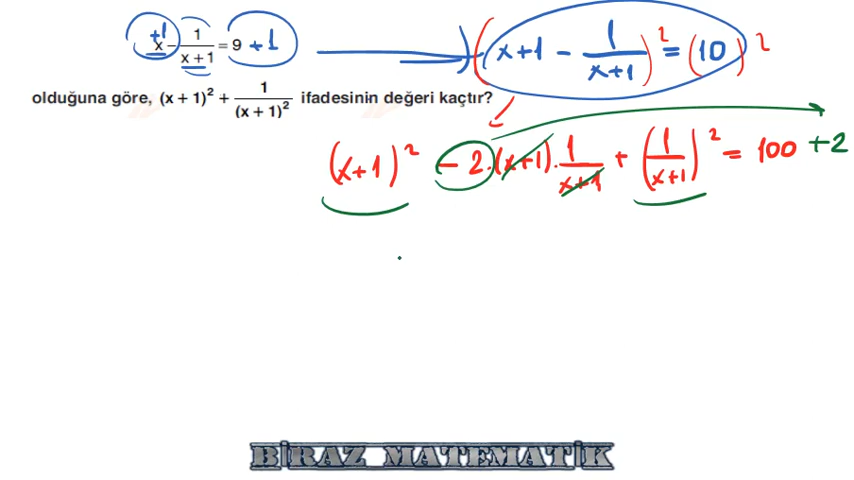 x+1 - 1/(x+1) = 9 +1
(x+1 - 1/(x+1))² = (10)²
olduğuna göre, (x + 1)² + 1/(x + 1)² ifadesinin değeri kaçtır?
(x+1)² - 2.(x+1).1/(x+1) + (1/(x+1))² = 100 +2
BİRAZ MATEMATİK